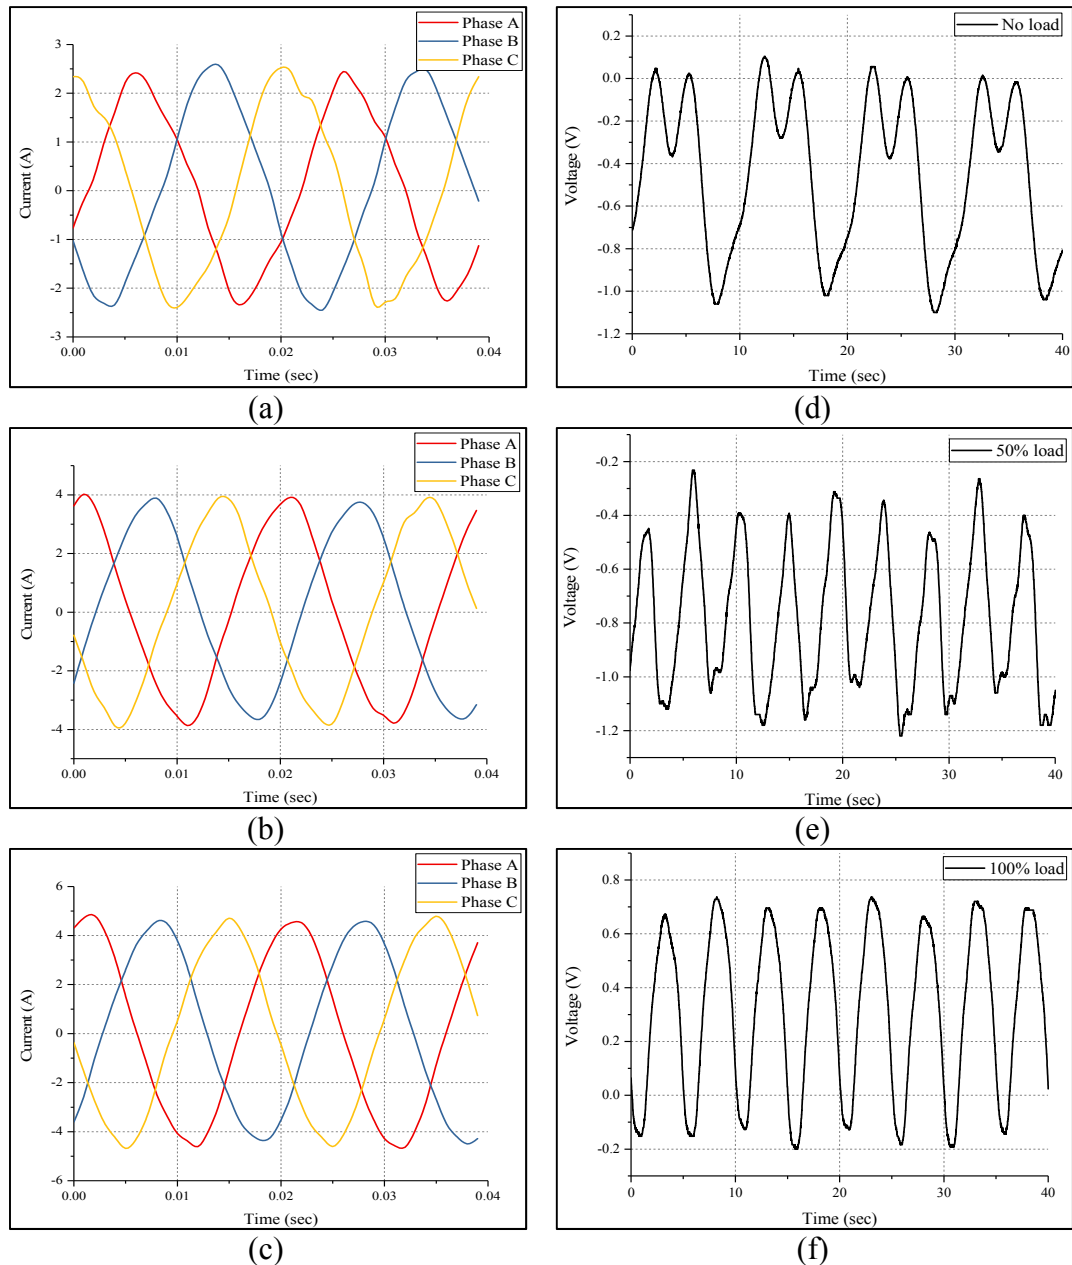 Phase A
Phase B
Phase C
3
2
1
0
-1
-2
-3
Current (A)
0.00 0.01 0.02 0.03 0.04
Time (sec)
(a)
No load
0.2
0.0
-0.2
-0.4
-0.6
-0.8
-1.0
-1.2
Voltage (V)
0 10 20 30 40
Time (sec)
(d)
Phase A
Phase B
Phase C
4
2
0
-2
-4
Current (A)
0.00 0.01 0.02 0.03 0.04
Time (sec)
(b)
50% load
-0.2
-0.4
-0.6
-0.8
-1.0
-1.2
Voltage (V)
0 10 20 30 40
Time (sec)
(e)
Phase A
Phase B
Phase C
6
4
2
0
-2
-4
-6
Current (A)
0.00 0.01 0.02 0.03 0.04
Time (sec)
(c)
100% load
0.8
0.6
0.4
0.2
0.0
-0.2
Voltage (V)
0 10 20 30 40
Time (sec)
(f)